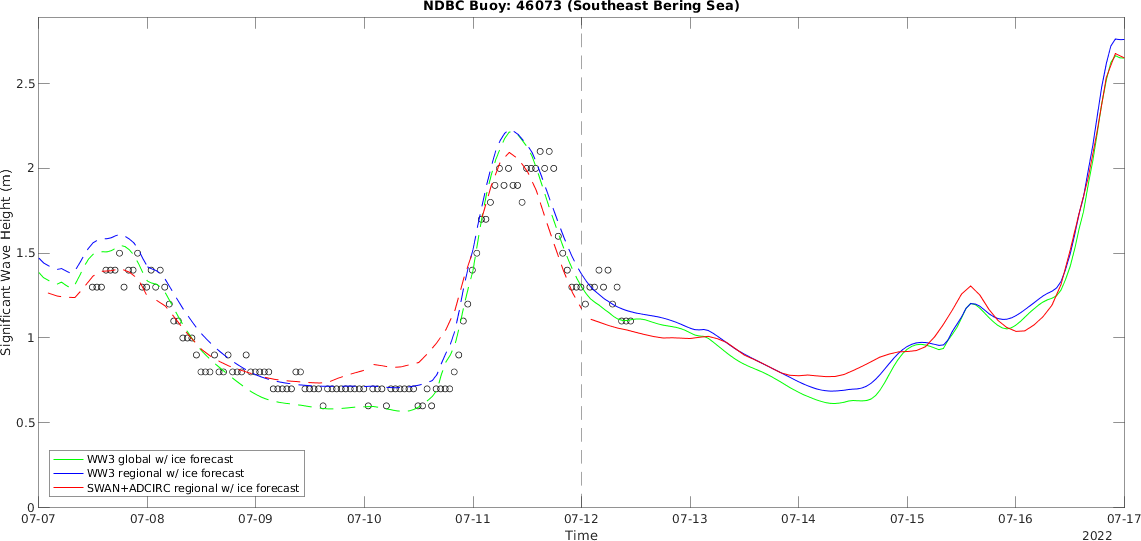 NDBC Buoy: 46073 (Southeast Bering Sea)
Significant Wave Height (m)
2.5
2
1.5
1
0.5
0
WW3 global w/ ice forecast
WW3 regional w/ ice forecast
SWAN+ADCIRC regional w/ ice forecast
07-07 07-08 07-09 07-10 07-11 07-12 07-13 07-14 07-15 07-16 07-17
Time
2022